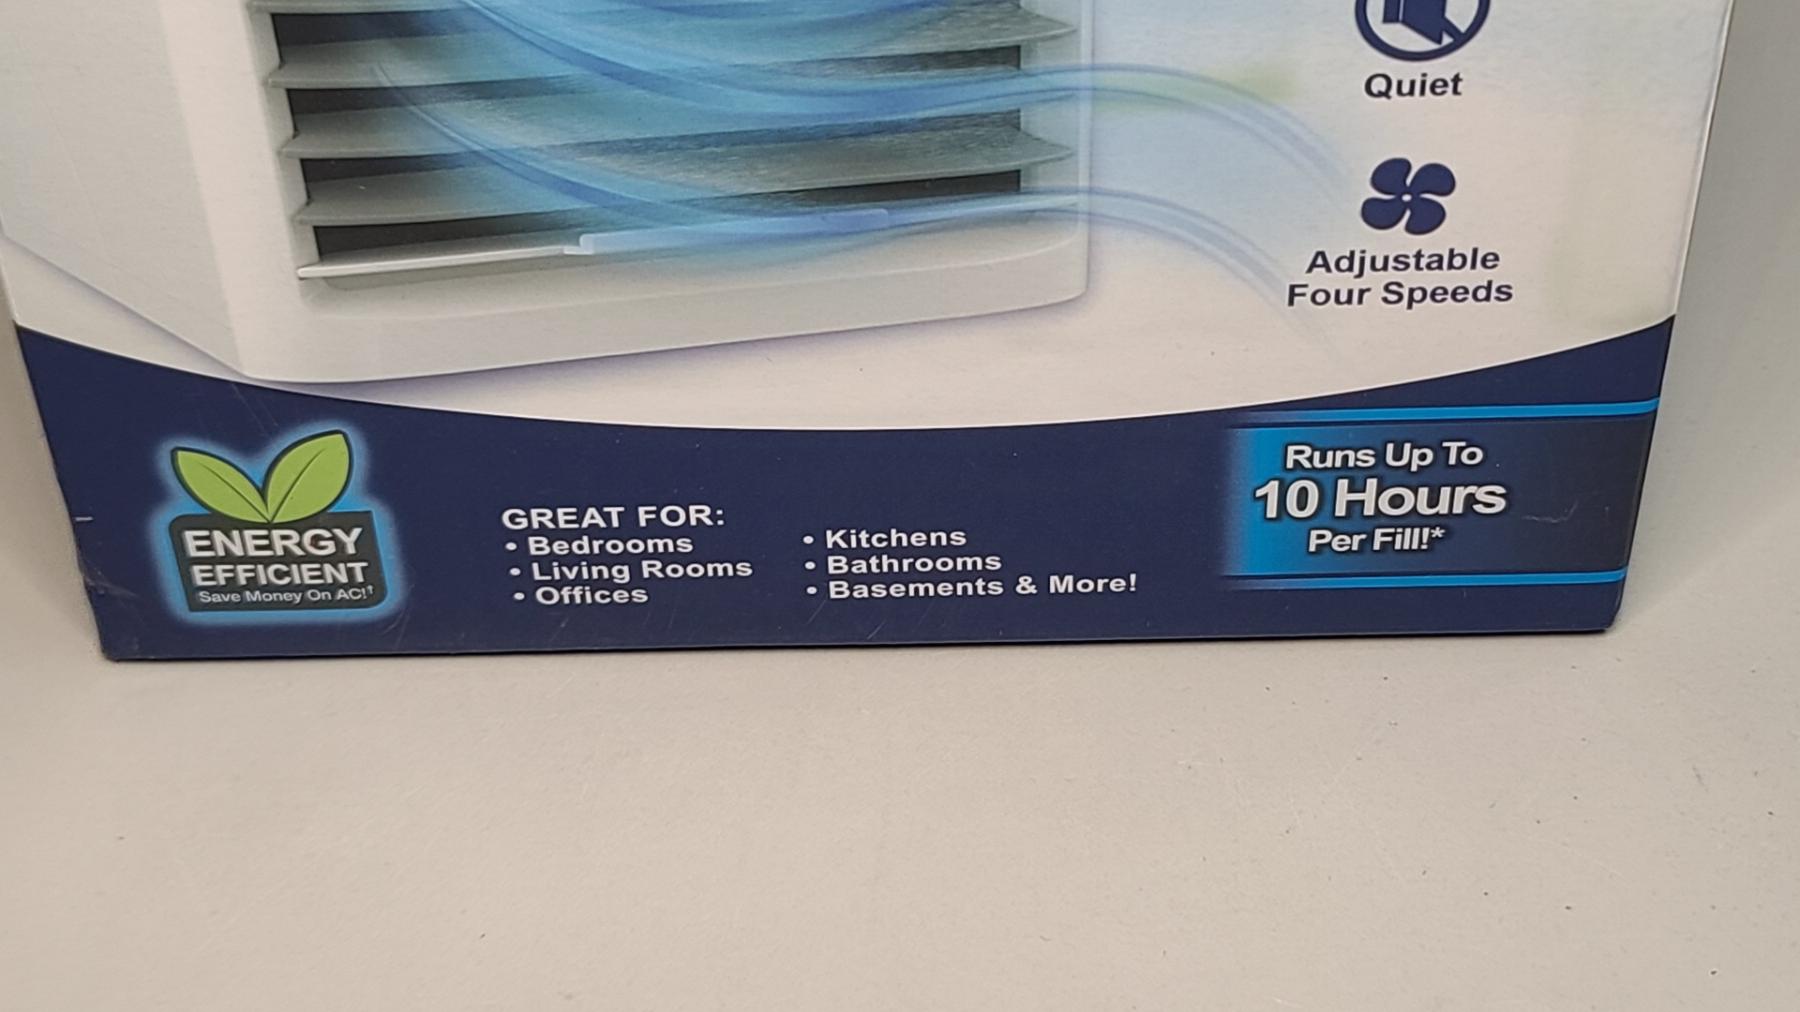 Quiet
Adjustable
Four Speeds
ENERGY
EFFICIENT
Save Money On AC!†
GREAT FOR:
• Bedrooms
• Living Rooms
• Offices
• Kitchens
• Bathrooms
• Basements & More!
Runs Up To
10 Hours
Per Fill!*